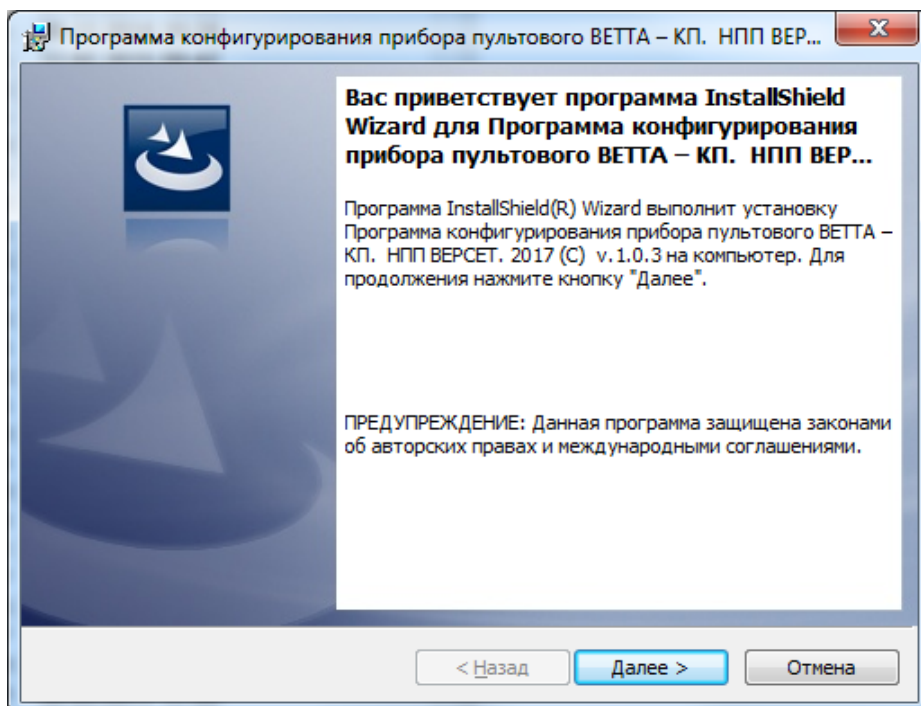 Программа конфигурирования прибора пультового ВЕТТА – КП.  НПП ВЕР...
Вас приветствует программа InstallShield
Wizard для Программа конфигурирования
прибора пультового ВЕТТА – КП.  НПП ВЕР...
Программа InstallShield(R) Wizard выполнит установку
Программа конфигурирования прибора пультового ВЕТТА –
КП.  НПП ВЕРСЕТ. 2017 (С)  v.1.0.3 на компьютер. Для
продолжения нажмите кнопку "Далее".
ПРЕДУПРЕЖДЕНИЕ: Данная программа защищена законами
об авторских правах и международными соглашениями.
< Назад
Далее >
Отмена